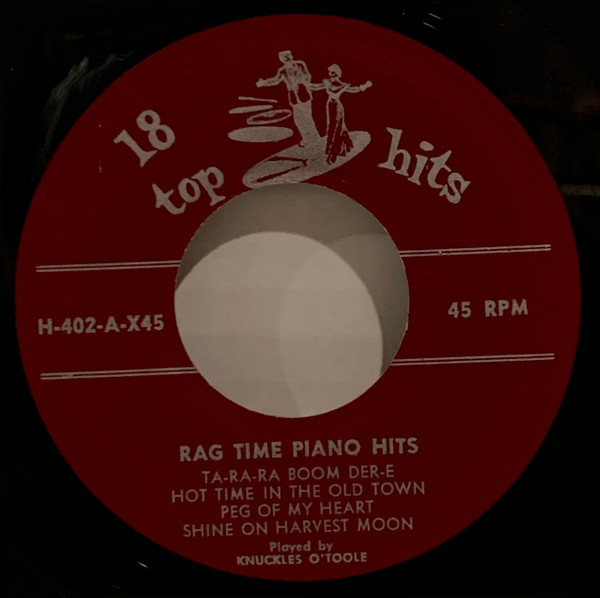 18
top hits
H-402-A-X45
45 RPM
RAG TIME PIANO HITS
TA-RA-RA BOOM DER-E
HOT TIME IN THE OLD TOWN
PEG OF MY HEART
SHINE ON HARVEST MOON
Played by
KNUCKLES O'TOOLE